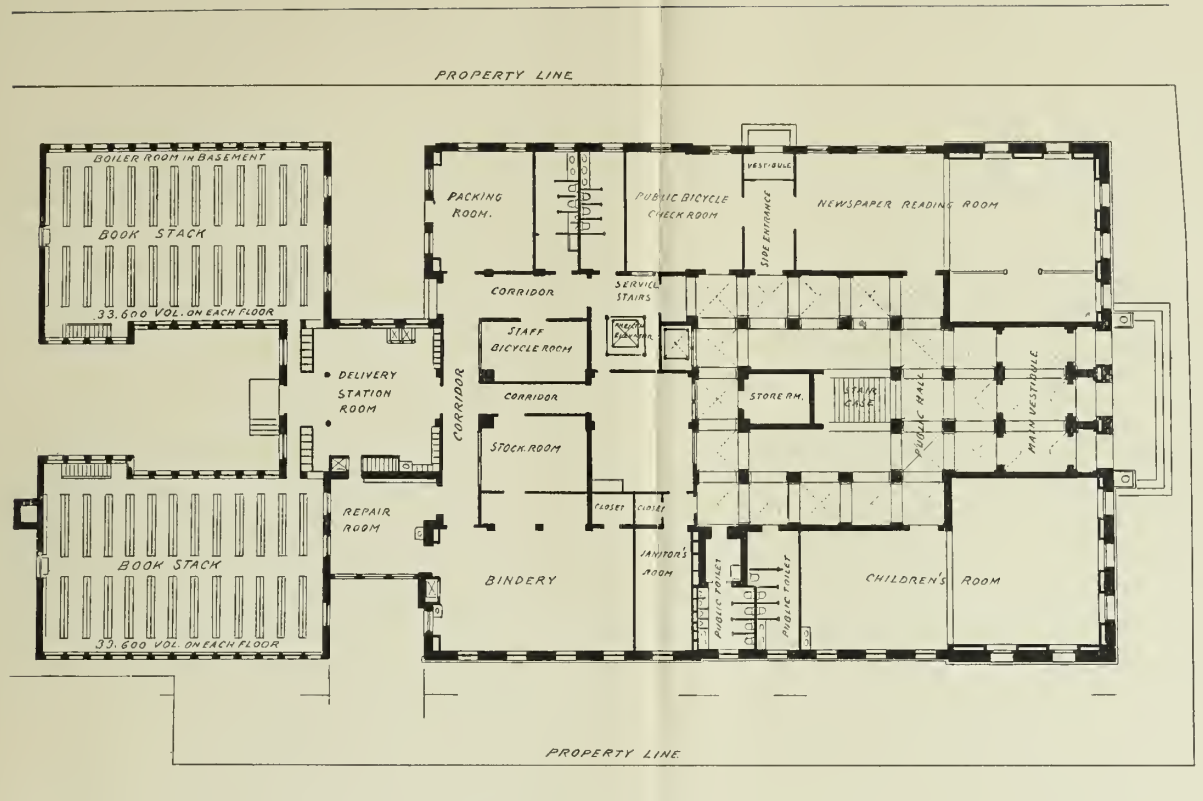 PROPERTY LINE
BOILER ROOM IN BASEMENT
BOOK STACK
33,600 VOL. ON EACH FLOOR
PACKING
ROOM.
PUBLIC BICYCLE
CHECK ROOM
VESTIBULE
SIDE ENTRANCE
NEWSPAPER READING ROOM
CORRIDOR
SERVICE
STAIRS
STAFF
BICYCLE ROOM
FREIGHT
ELEVATOR
DELIVERY
STATION
ROOM
CORRIDOR
CORRIDOR
STORE RM.
STAIR
CASE
PUBLIC HALL
MAIN VESTIBULE
STOCK ROOM
REPAIR
ROOM
CLOSET
CLOSET
BOOK STACK
33,600 VOL. ON EACH FLOOR
BINDERY
JANITOR'S
ROOM
PUBLIC TOILET
PUBLIC TOILET
CHILDREN'S ROOM
PROPERTY LINE